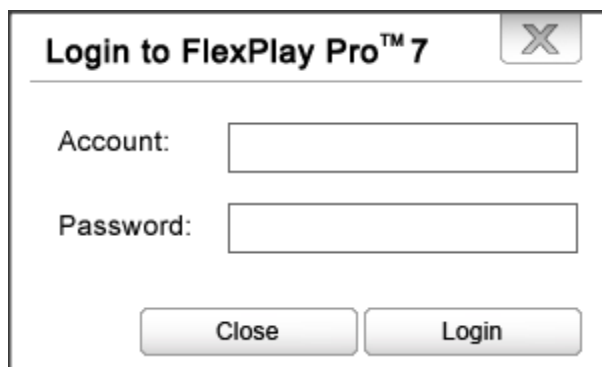 Login to FlexPlay Pro™ 7
X
Account:
Password:
Close Login